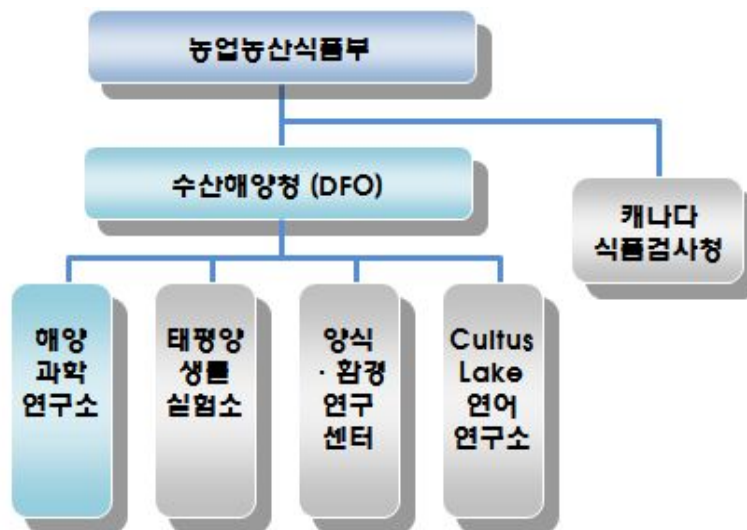 농업농산식품부
수산해양청 (DFO)
캐나다
식품검사청
해양
과학
연구소
태평양
생물
실험소
양식
· 환경
연구
센터
Cultus
Lake
연어
연구소